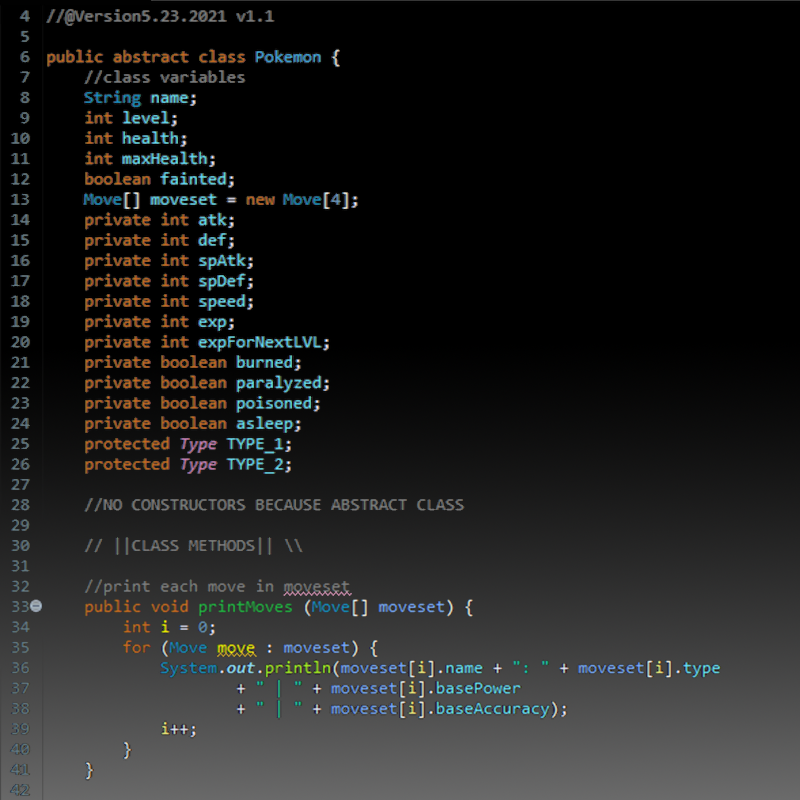 4 //@Version5.23.2021 v1.1
5
6 public abstract class Pokemon {
7 //class variables
8 String name;
9 int level;
10 int health;
11 int maxHealth;
12 boolean fainted;
13 Move[] moveset = new Move[4];
14 private int atk;
15 private int def;
16 private int spAtk;
17 private int spDef;
18 private int speed;
19 private int exp;
20 private int expForNextLVL;
21 private boolean burned;
22 private boolean paralyzed;
23 private boolean poisoned;
24 private boolean asleep;
25 protected Type TYPE_1;
26 protected Type TYPE_2;
27
28 //NO CONSTRUCTORS BECAUSE ABSTRACT CLASS
29
30 // ||CLASS METHODS|| \\
31
32 //print each move in moveset
33 public void printMoves (Move[] moveset) {
34 int i = 0;
35 for (Move move : moveset) {
36 System.out.println(moveset[i].name + ": " + moveset[i].type
37 + " | " + moveset[i].basePower
38 + " | " + moveset[i].baseAccuracy);
39 i++;
40 }
41 }
42